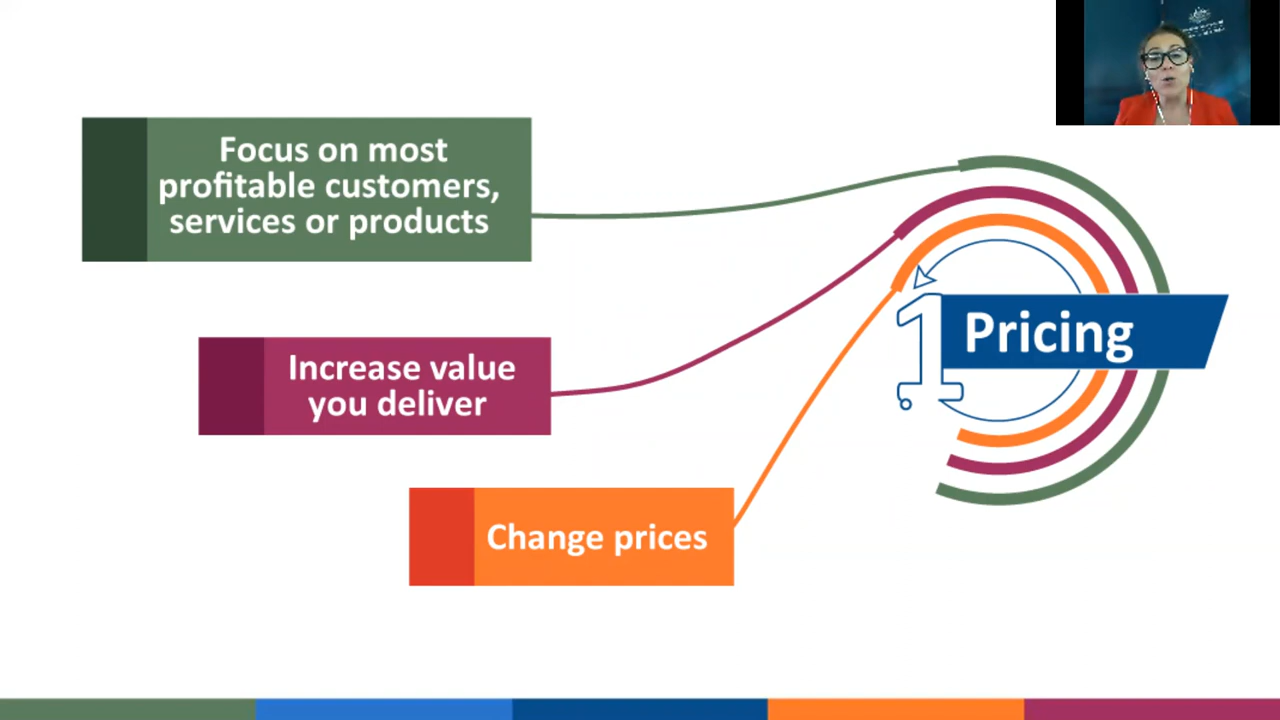 Focus on most
profitable customers,
services or products
Increase value
you deliver
Change prices
1
Pricing